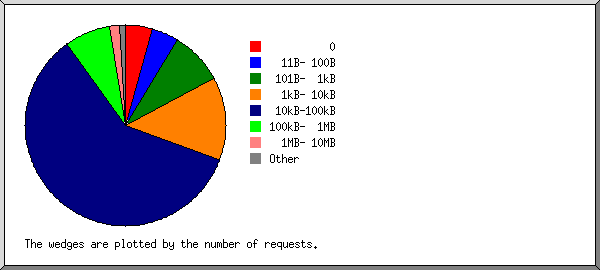 0
11B- 100B
101B- 1kB
1kB- 10kB
10kB-100kB
100kB- 1MB
1MB- 10MB
Other
The wedges are plotted by the number of requests.